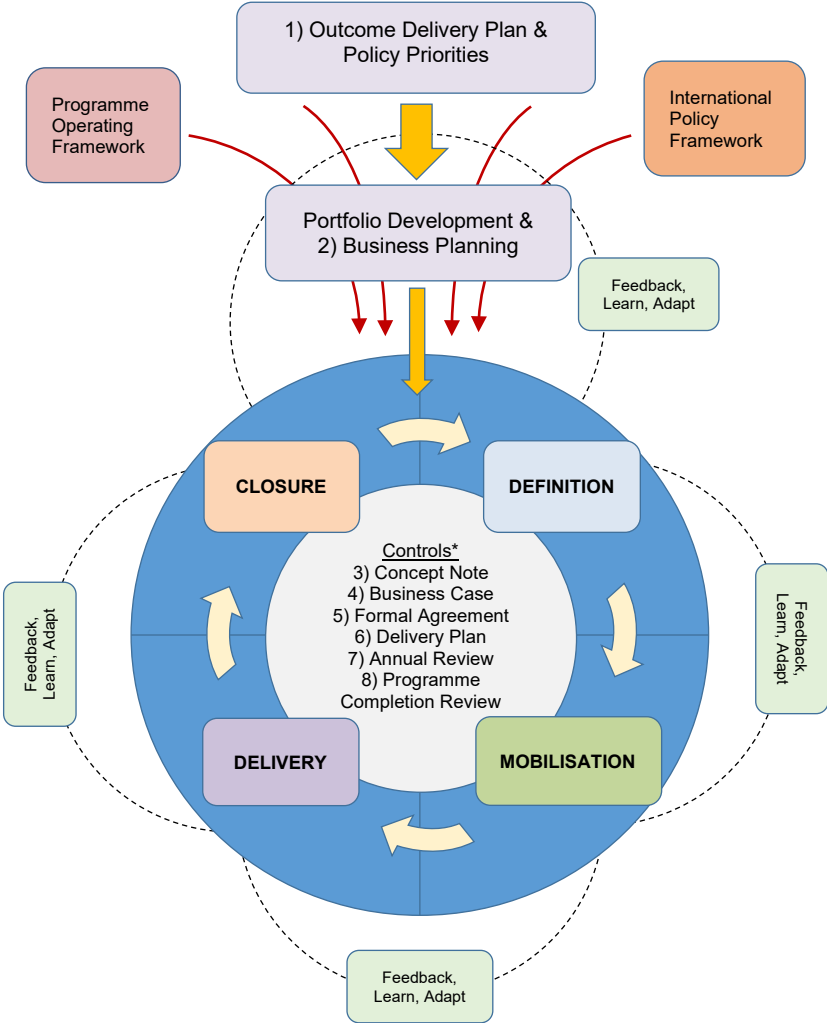 1) Outcome Delivery Plan &
Policy Priorities
Programme
Operating
Framework
International
Policy
Framework
Portfolio Development &
2) Business Planning
Feedback,
Learn, Adapt
CLOSURE
DEFINITION
Controls*
3) Concept Note
4) Business Case
5) Formal Agreement
6) Delivery Plan
7) Annual Review
8) Programme
Completion Review
Feedback,
Learn, Adapt
Feedback,
Learn, Adapt
DELIVERY
MOBILISATION
Feedback,
Learn, Adapt